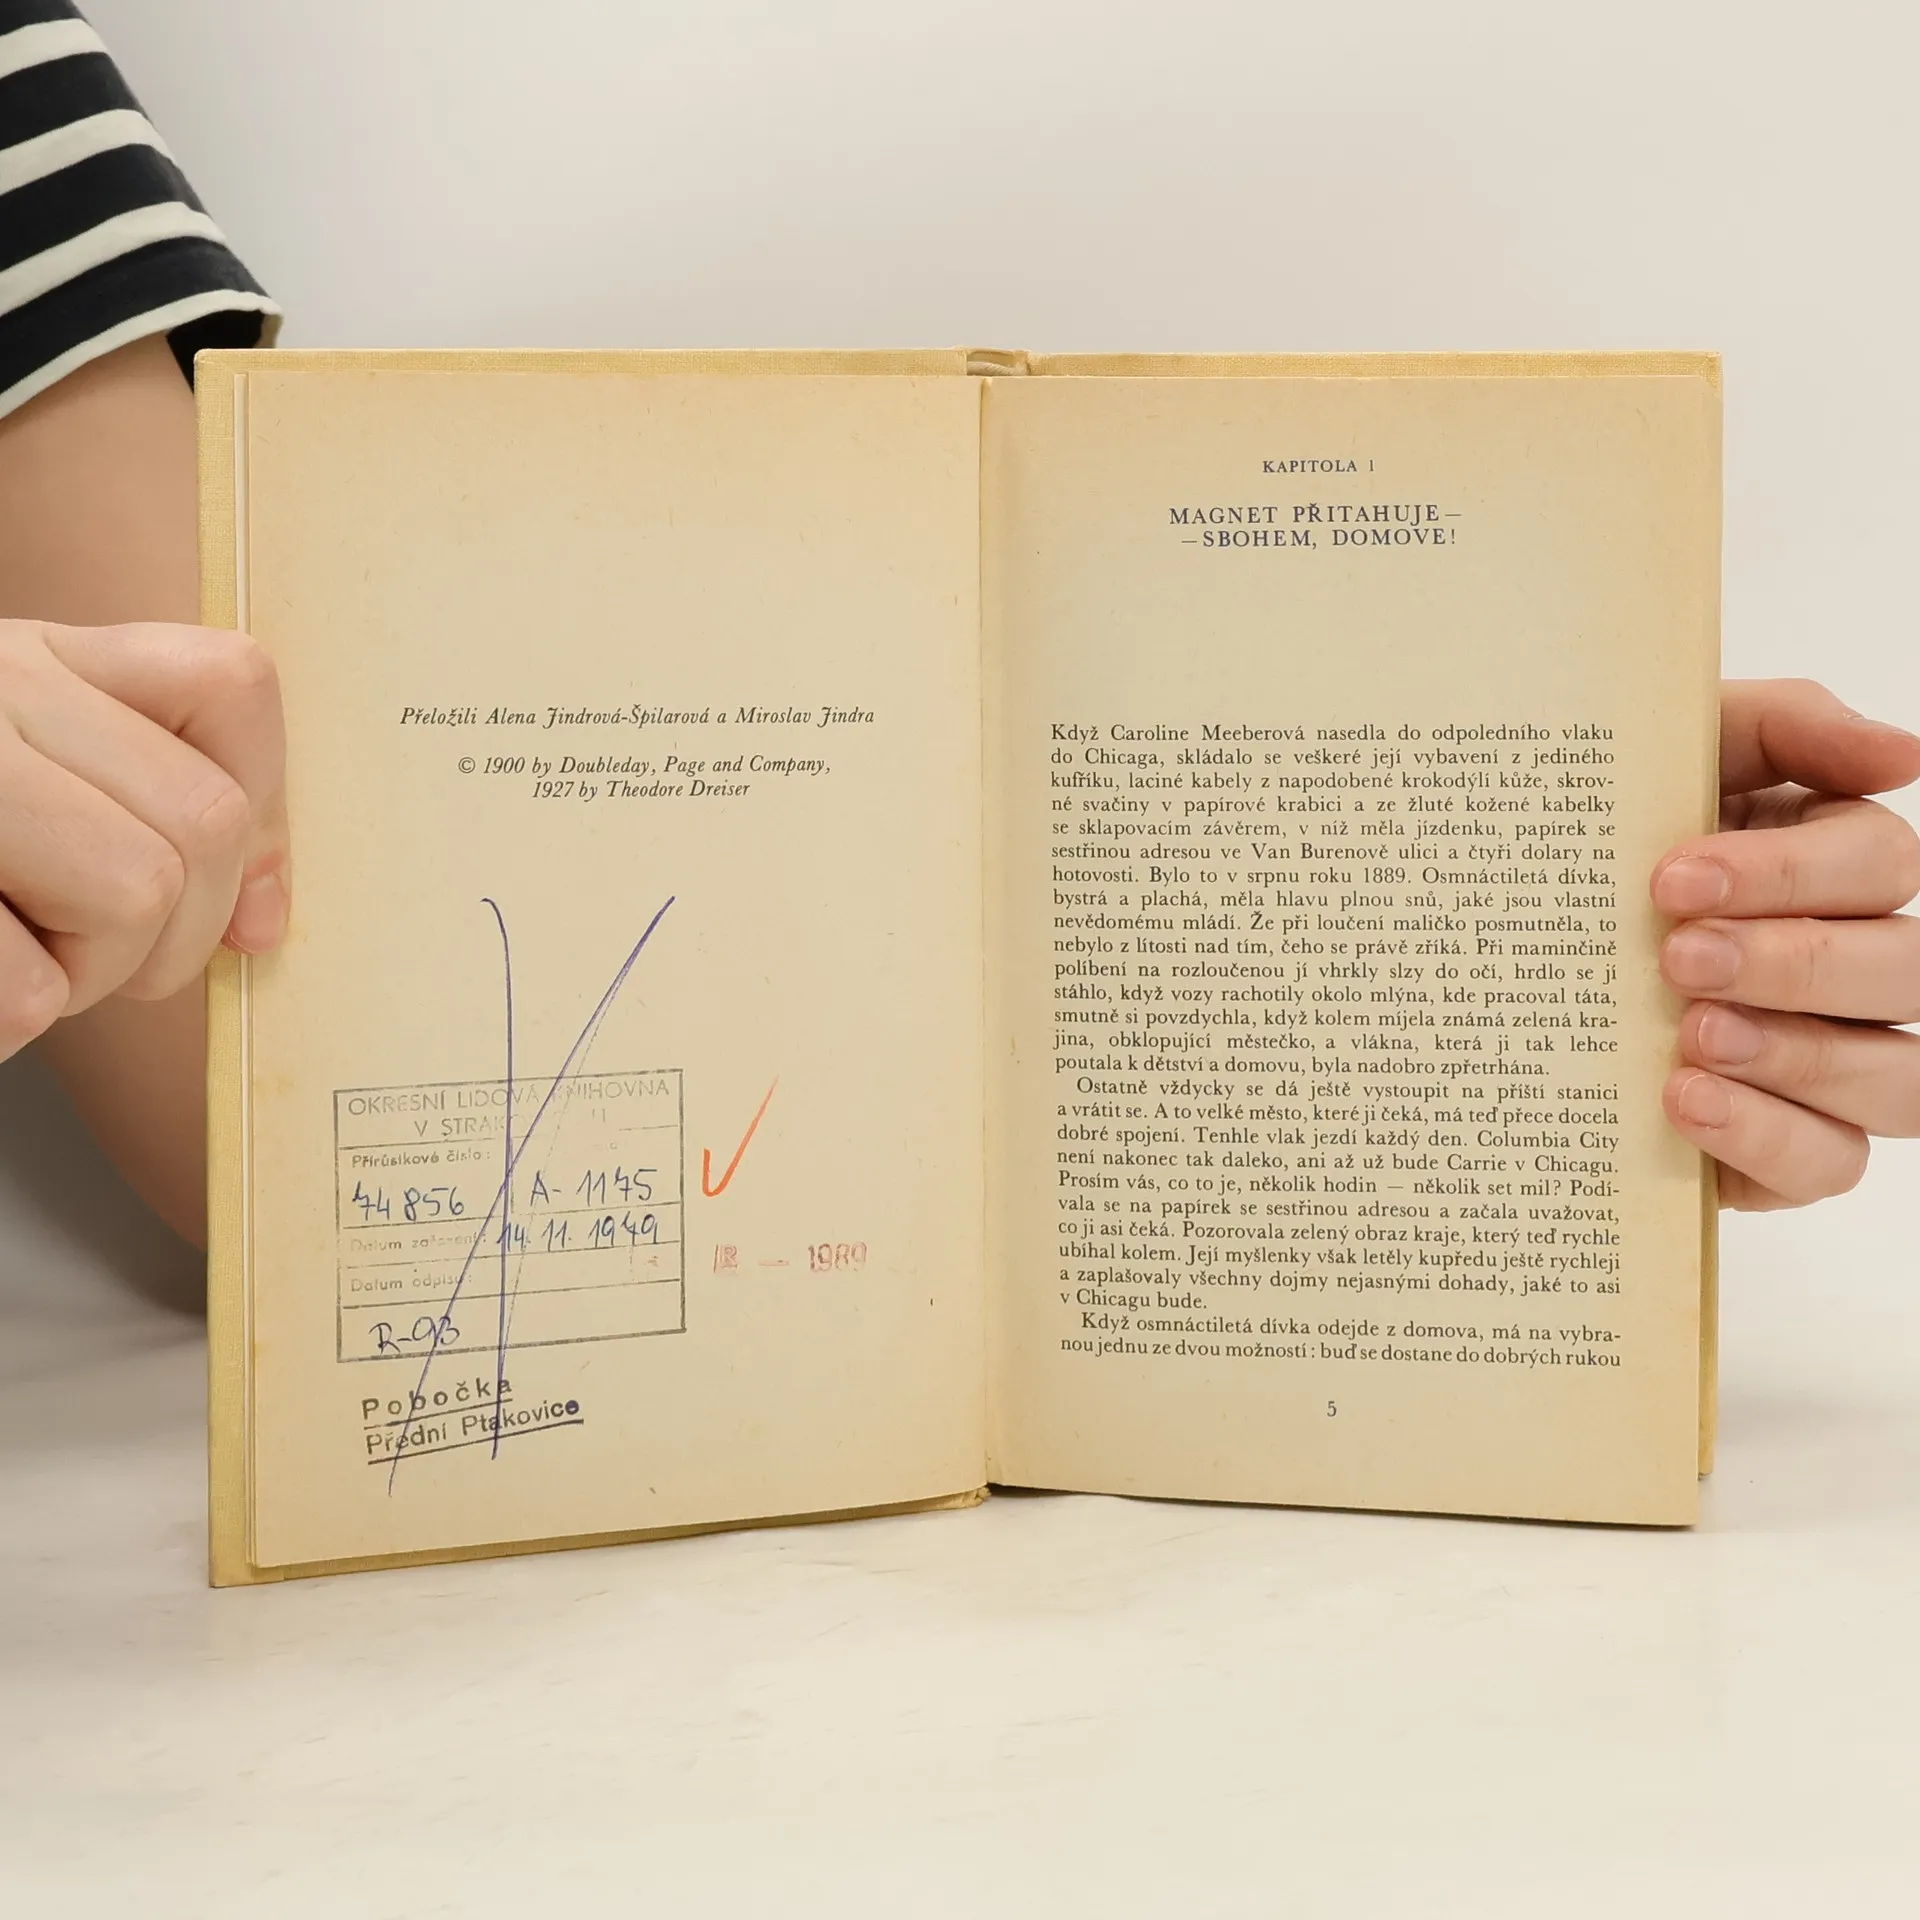 Přeložili Alena Jindrová-Špilarová a Miroslav Jindra
© 1900 by Doubleday, Page and Company,
1927 by Theodore Dreiser
OKRESNÍ LIDOVÁ KNIHOVNA
V
Přírůstkové číslo:
74 856 A- 1175
Datum zařazení: 14. 11. 1979
Datum odpisu:
R-93
Pobočka
Přední Ptakovice
R — 1989
KAPITOLA 1
MAGNET PŘITAHUJE—
—SBOHEM, DOMOVE!
Když Caroline Meeberová nasedla do odpoledního vlaku
do Chicaga, skládalo se veškeré její vybavení z jediného
kufříku, laciné kabely z napodobené krokodýlí kůže, skrov-
né svačiny v papírové krabici a ze žluté kožené kabelky
se sklapovacím závěrem, v níž měla jízdenku, papírek se
sestřinou adresou ve Van Burenově ulici a čtyři dolary na
hotovosti. Bylo to v srpnu roku 1889. Osmnáctiletá dívka,
bystrá a plachá, měla hlavu plnou snů, jaké jsou vlastní
nevědomému mládí. Že při loučení maličko posmutněla, to
nebylo z lítosti nad tím, čeho se právě zříká. Při maminčině
políbení na rozloučenou jí vhrkly slzy do očí, hrdlo se jí
stáhlo, když vozy rachotily okolo mlýna, kde pracoval táta,
smutně si povzdychla, když kolem míjela známá zelená kra-
jina, obklopující městečko, a vlákna, která ji tak lehce
poutala k dětství a domovu, byla nadobro zpřetrhána.
Ostatně vždycky se dá ještě vystoupit na příští stanici
a vrátit se. A to velké město, které ji čeká, má teď přece docela
dobré spojení. Tenhle vlak jezdí každý den. Columbia City
není nakonec tak daleko, ani až už bude Carrie v Chicagu.
Prosím vás, co to je, několik hodin — několik set mil? Podí-
vala se na papírek se sestřinou adresou a začala uvažovat,
co ji asi čeká. Pozorovala zelený obraz kraje, který teď rychle
ubíhal kolem. Její myšlenky však letěly kupředu ještě rychleji
a zaplašovaly všechny dojmy nejasnými dohady, jaké to asi
v Chicagu bude.
Když osmnáctiletá dívka odejde z domova, má na vybra-
nou jednu ze dvou možností: buď se dostane do dobrých rukou
5